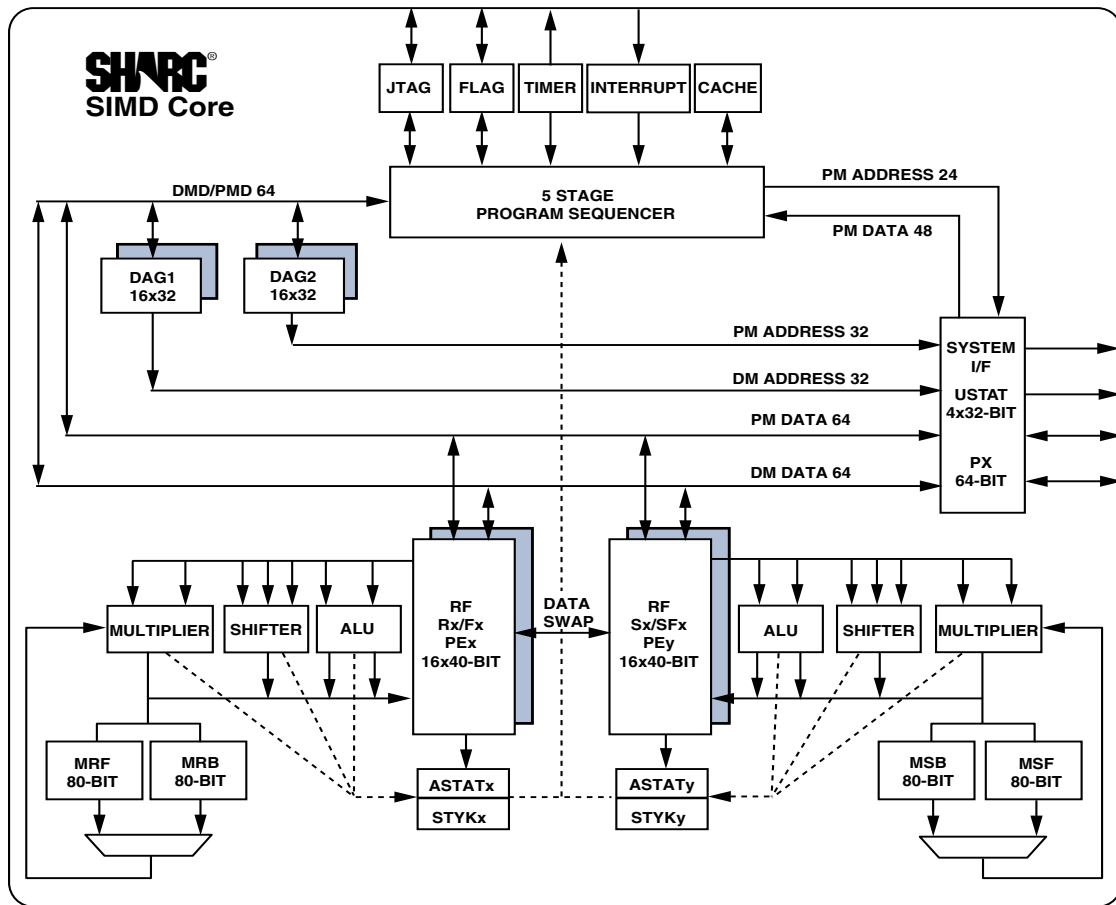 SHARC®
SIMD Core
JTAG
FLAG
TIMER
INTERRUPT
CACHE
5 STAGE
PROGRAM SEQUENCER
PM ADDRESS 24
PM DATA 48
DMD/PMD 64
DAG1
16x32
DAG2
16x32
PM ADDRESS 32
DM ADDRESS 32
PM DATA 64
DM DATA 64
SYSTEM
I/F
USTAT
4x32-BIT
PX
64-BIT
MULTIPLIER
SHIFTER
ALU
RF
Rx/Fx
PEx
16x40-BIT
DATA
SWAP
RF
Sx/SFx
PEy
16x40-BIT
ALU
SHIFTER
MULTIPLIER
MRF
80-BIT
MRB
80-BIT
ASTATx
STYKx
ASTATy
STYKy
MSB
80-BIT
MSF
80-BIT